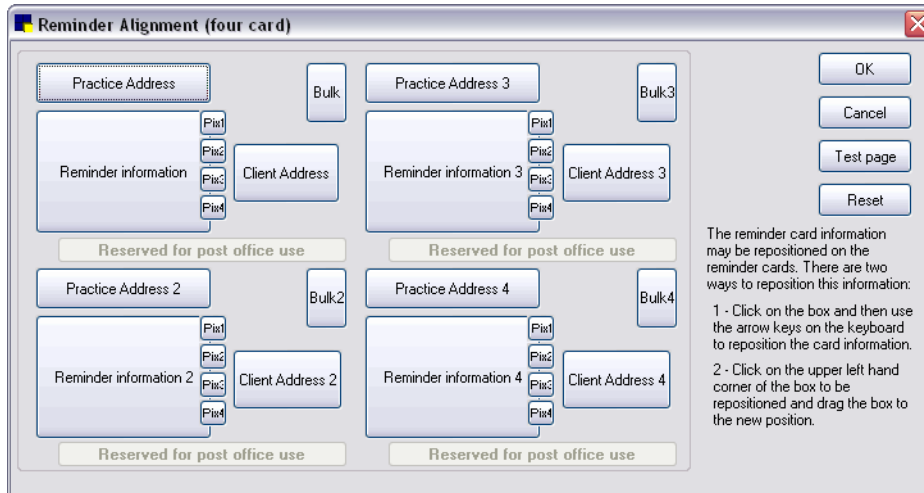 Reminder Alignment (four card)
Practice Address
Bulk
Pix1
Pix2
Reminder information
Pix3
Client Address
Pix4
Reserved for post office use
Practice Address 3
Bulk3
Pix1
Pix2
Reminder information 3
Pix3
Client Address 3
Pix4
Reserved for post office use
Practice Address 2
Bulk2
Pix1
Pix2
Reminder information 2
Pix3
Client Address 2
Pix4
Reserved for post office use
Practice Address 4
Bulk4
Pix1
Pix2
Reminder information 4
Pix3
Client Address 4
Pix4
Reserved for post office use
OK
Cancel
Test page
Reset
The reminder card information
may be repositioned on the
reminder cards. There are two
ways to reposition this information:
1 - Click on the box and then use
the arrow keys on the keyboard
to reposition the card information.
2 - Click on the upper left hand
corner of the box to be
repositioned and drag the box to
the new position.